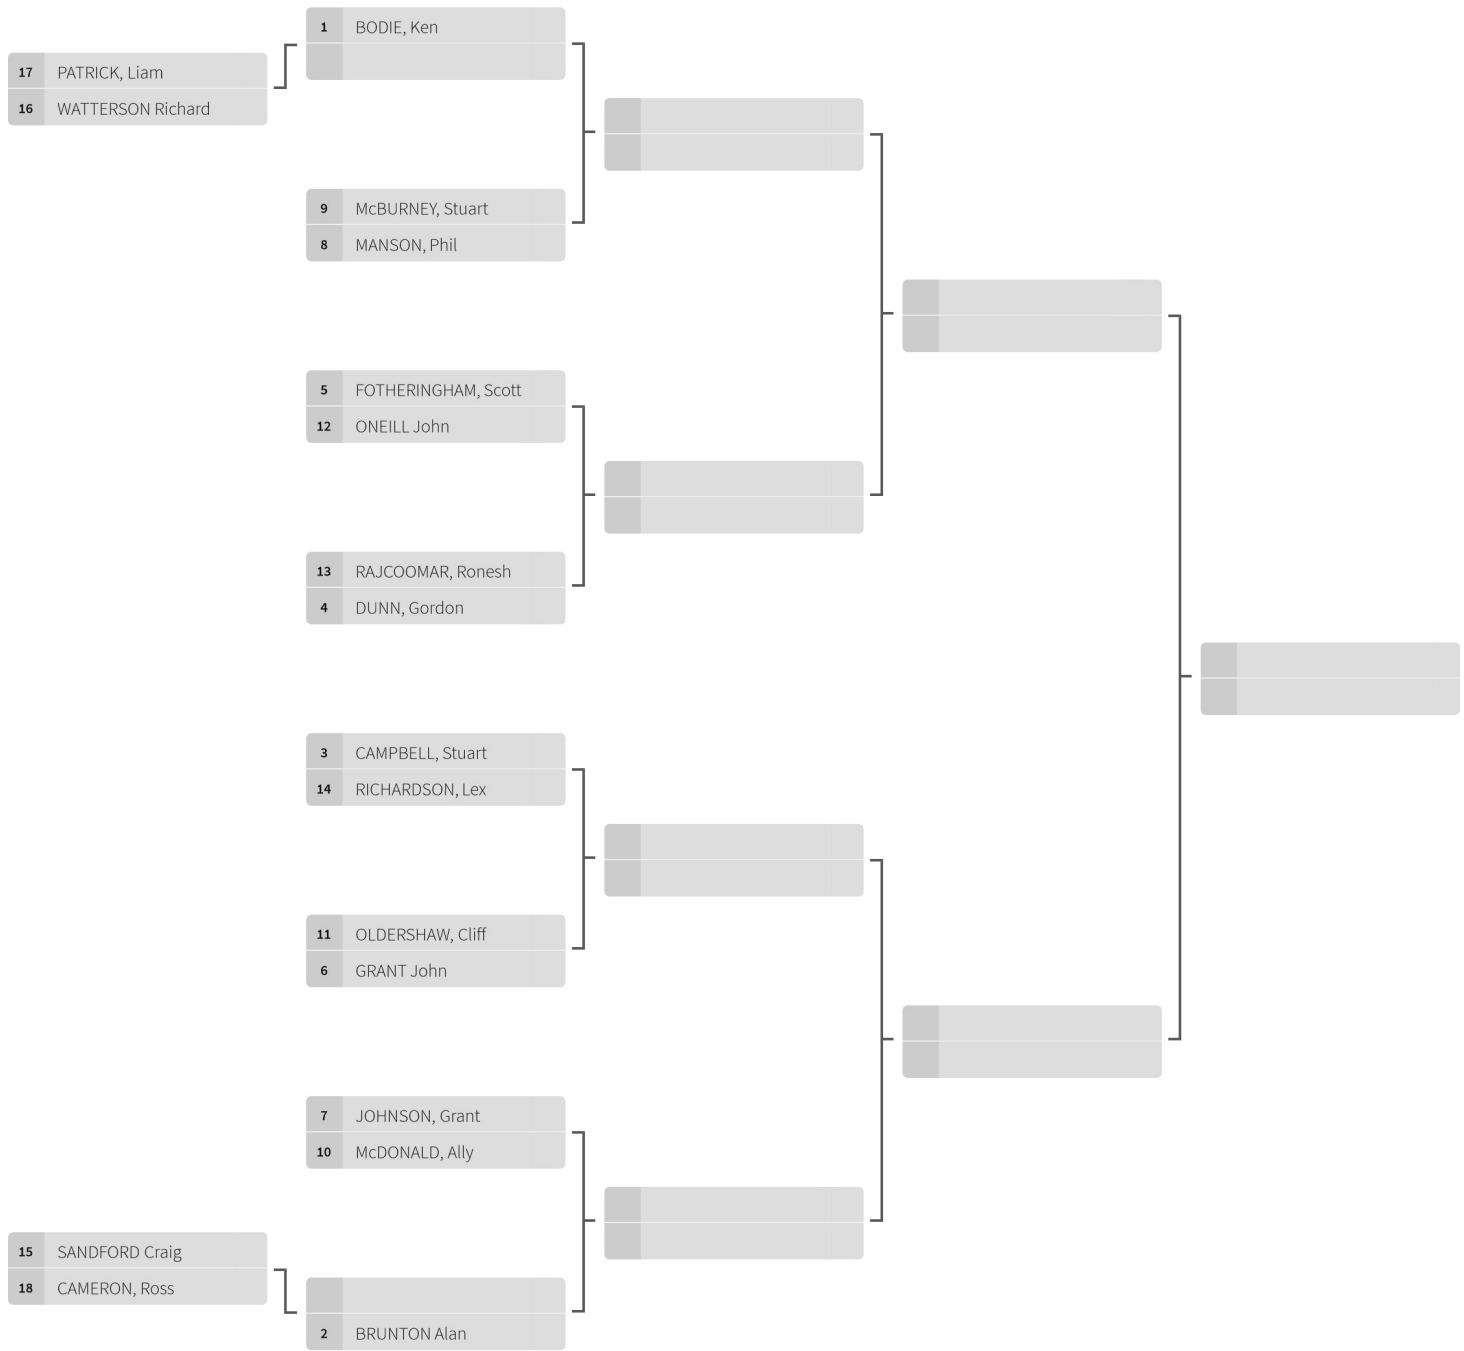 1 BODIE, Ken
17 PATRICK, Liam
16 WATTERSON Richard
9 McBURNEY, Stuart
8 MANSON, Phil
5 FOTHERINGHAM, Scott
12 ONEILL John
13 RAJCOOMAR, Ronesh
4 DUNN, Gordon
3 CAMPBELL, Stuart
14 RICHARDSON, Lex
11 OLDERSHAW, Cliff
6 GRANT John
7 JOHNSON, Grant
10 McDONALD, Ally
15 SANDFORD Craig
18 CAMERON, Ross
2 BRUNTON Alan